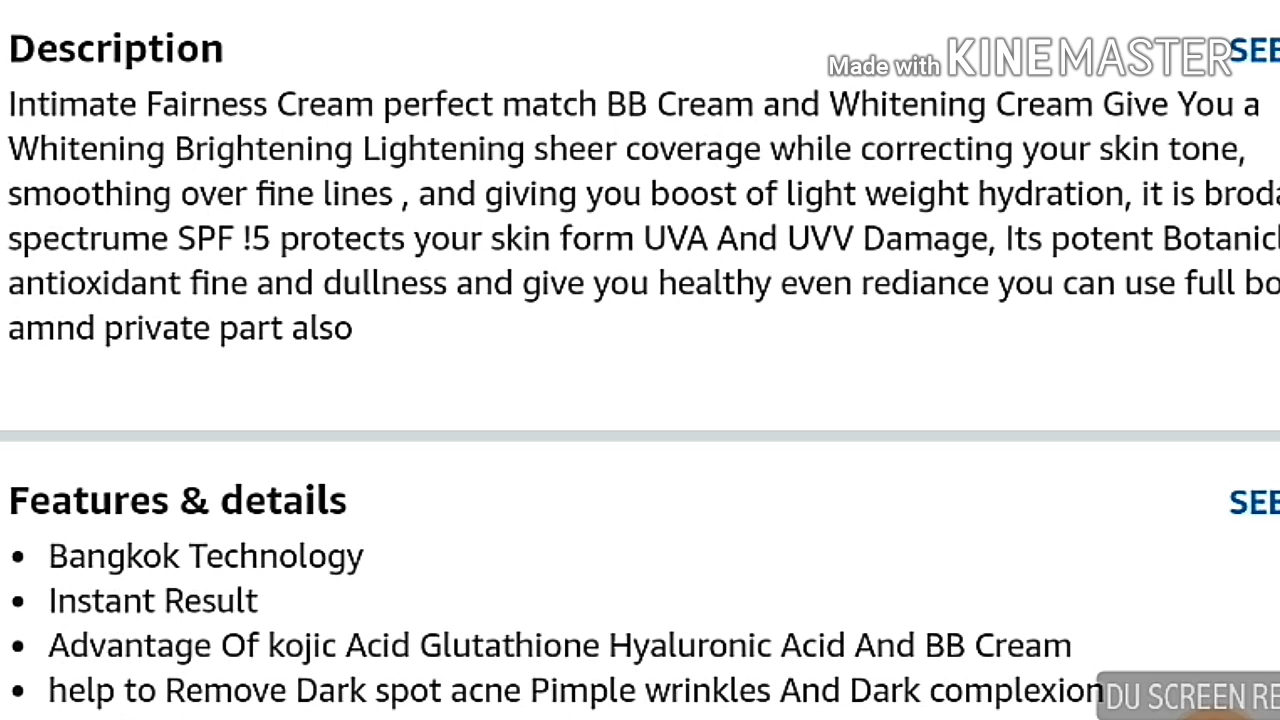 Description
Made with KINEMASTER
SEE
Intimate Fairness Cream perfect match BB Cream and Whitening Cream Give You a
Whitening Brightening Lightening sheer coverage while correcting your skin tone,
smoothing over fine lines , and giving you boost of light weight hydration, it is broda
spectrume SPF !5 protects your skin form UVA And UVV Damage, Its potent Botanicl
antioxidant fine and dullness and give you healthy even rediance you can use full bo
amnd private part also
Features & details
SEE
• Bangkok Technology
• Instant Result
• Advantage Of kojic Acid Glutathione Hyaluronic Acid And BB Cream
• help to Remove Dark spot acne Pimple wrinkles And Dark complexion
DU SCREEN RE